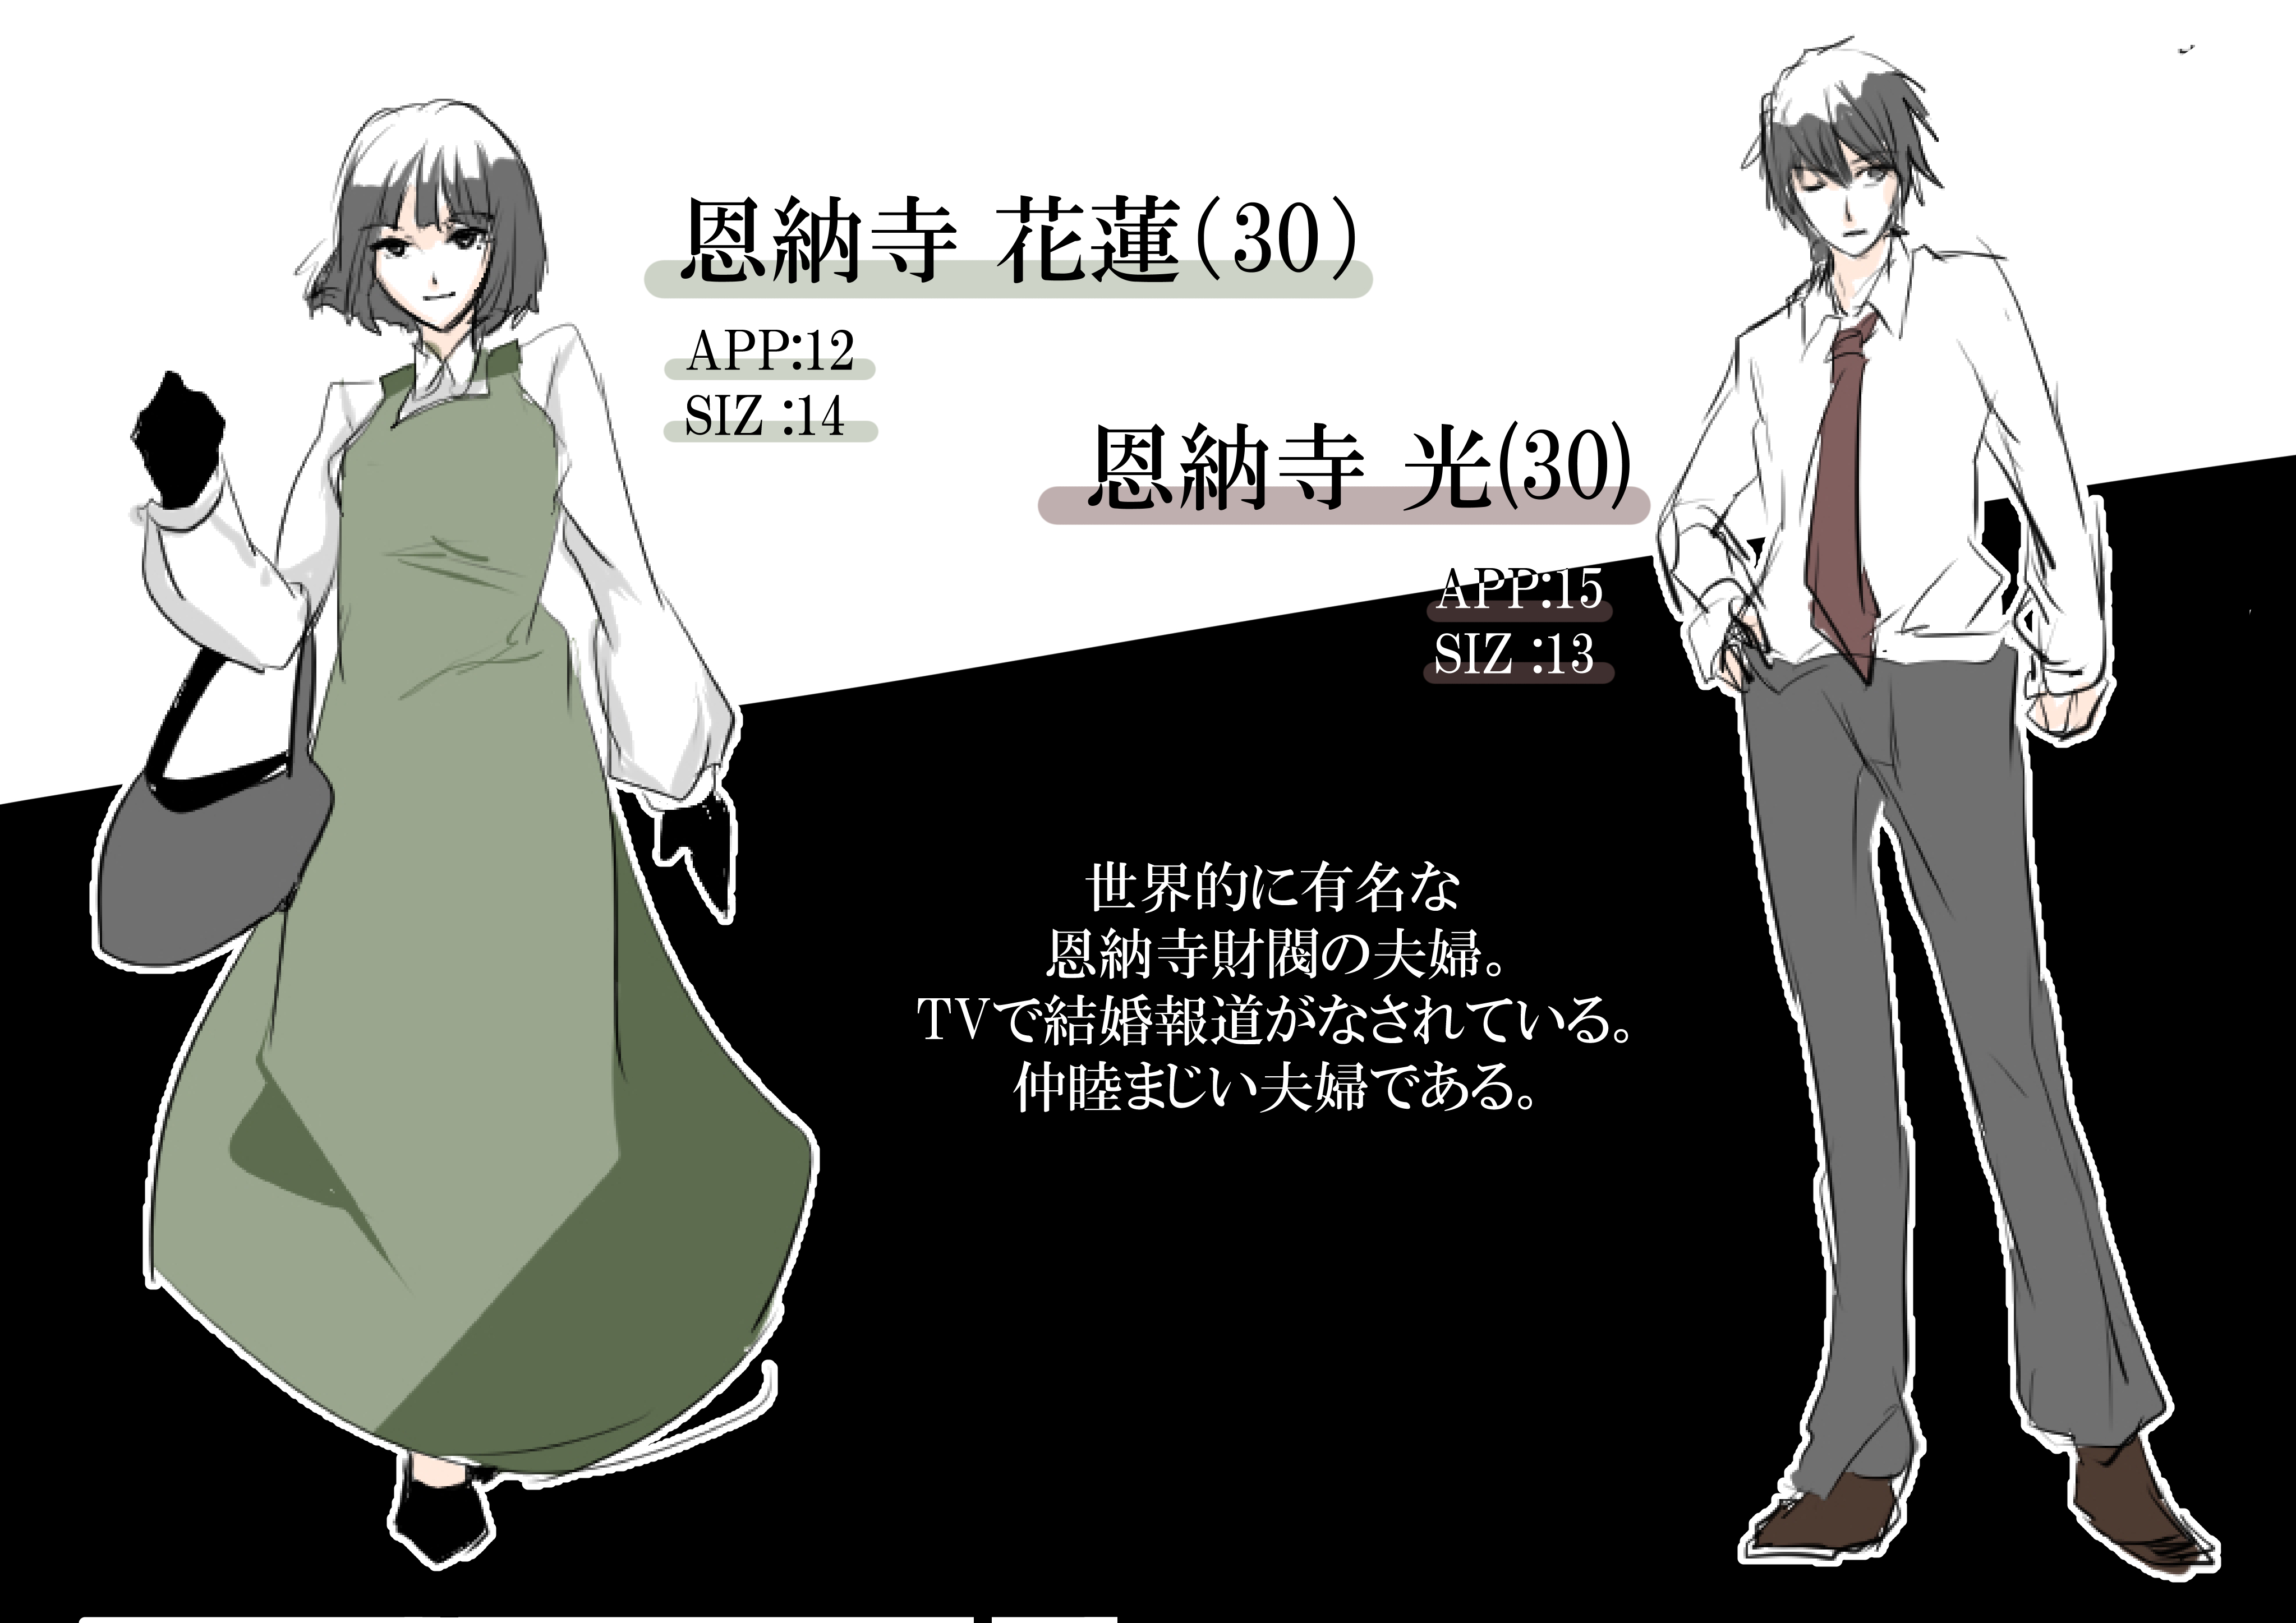 恩納寺 花蓮（30）
APP:12
SIZ :14
恩納寺 光(30)
APP:15
SIZ :13
世界的に有名な
恩納寺財閥の夫婦。
TVで結婚報道がなされている。
仲睦まじい夫婦である。